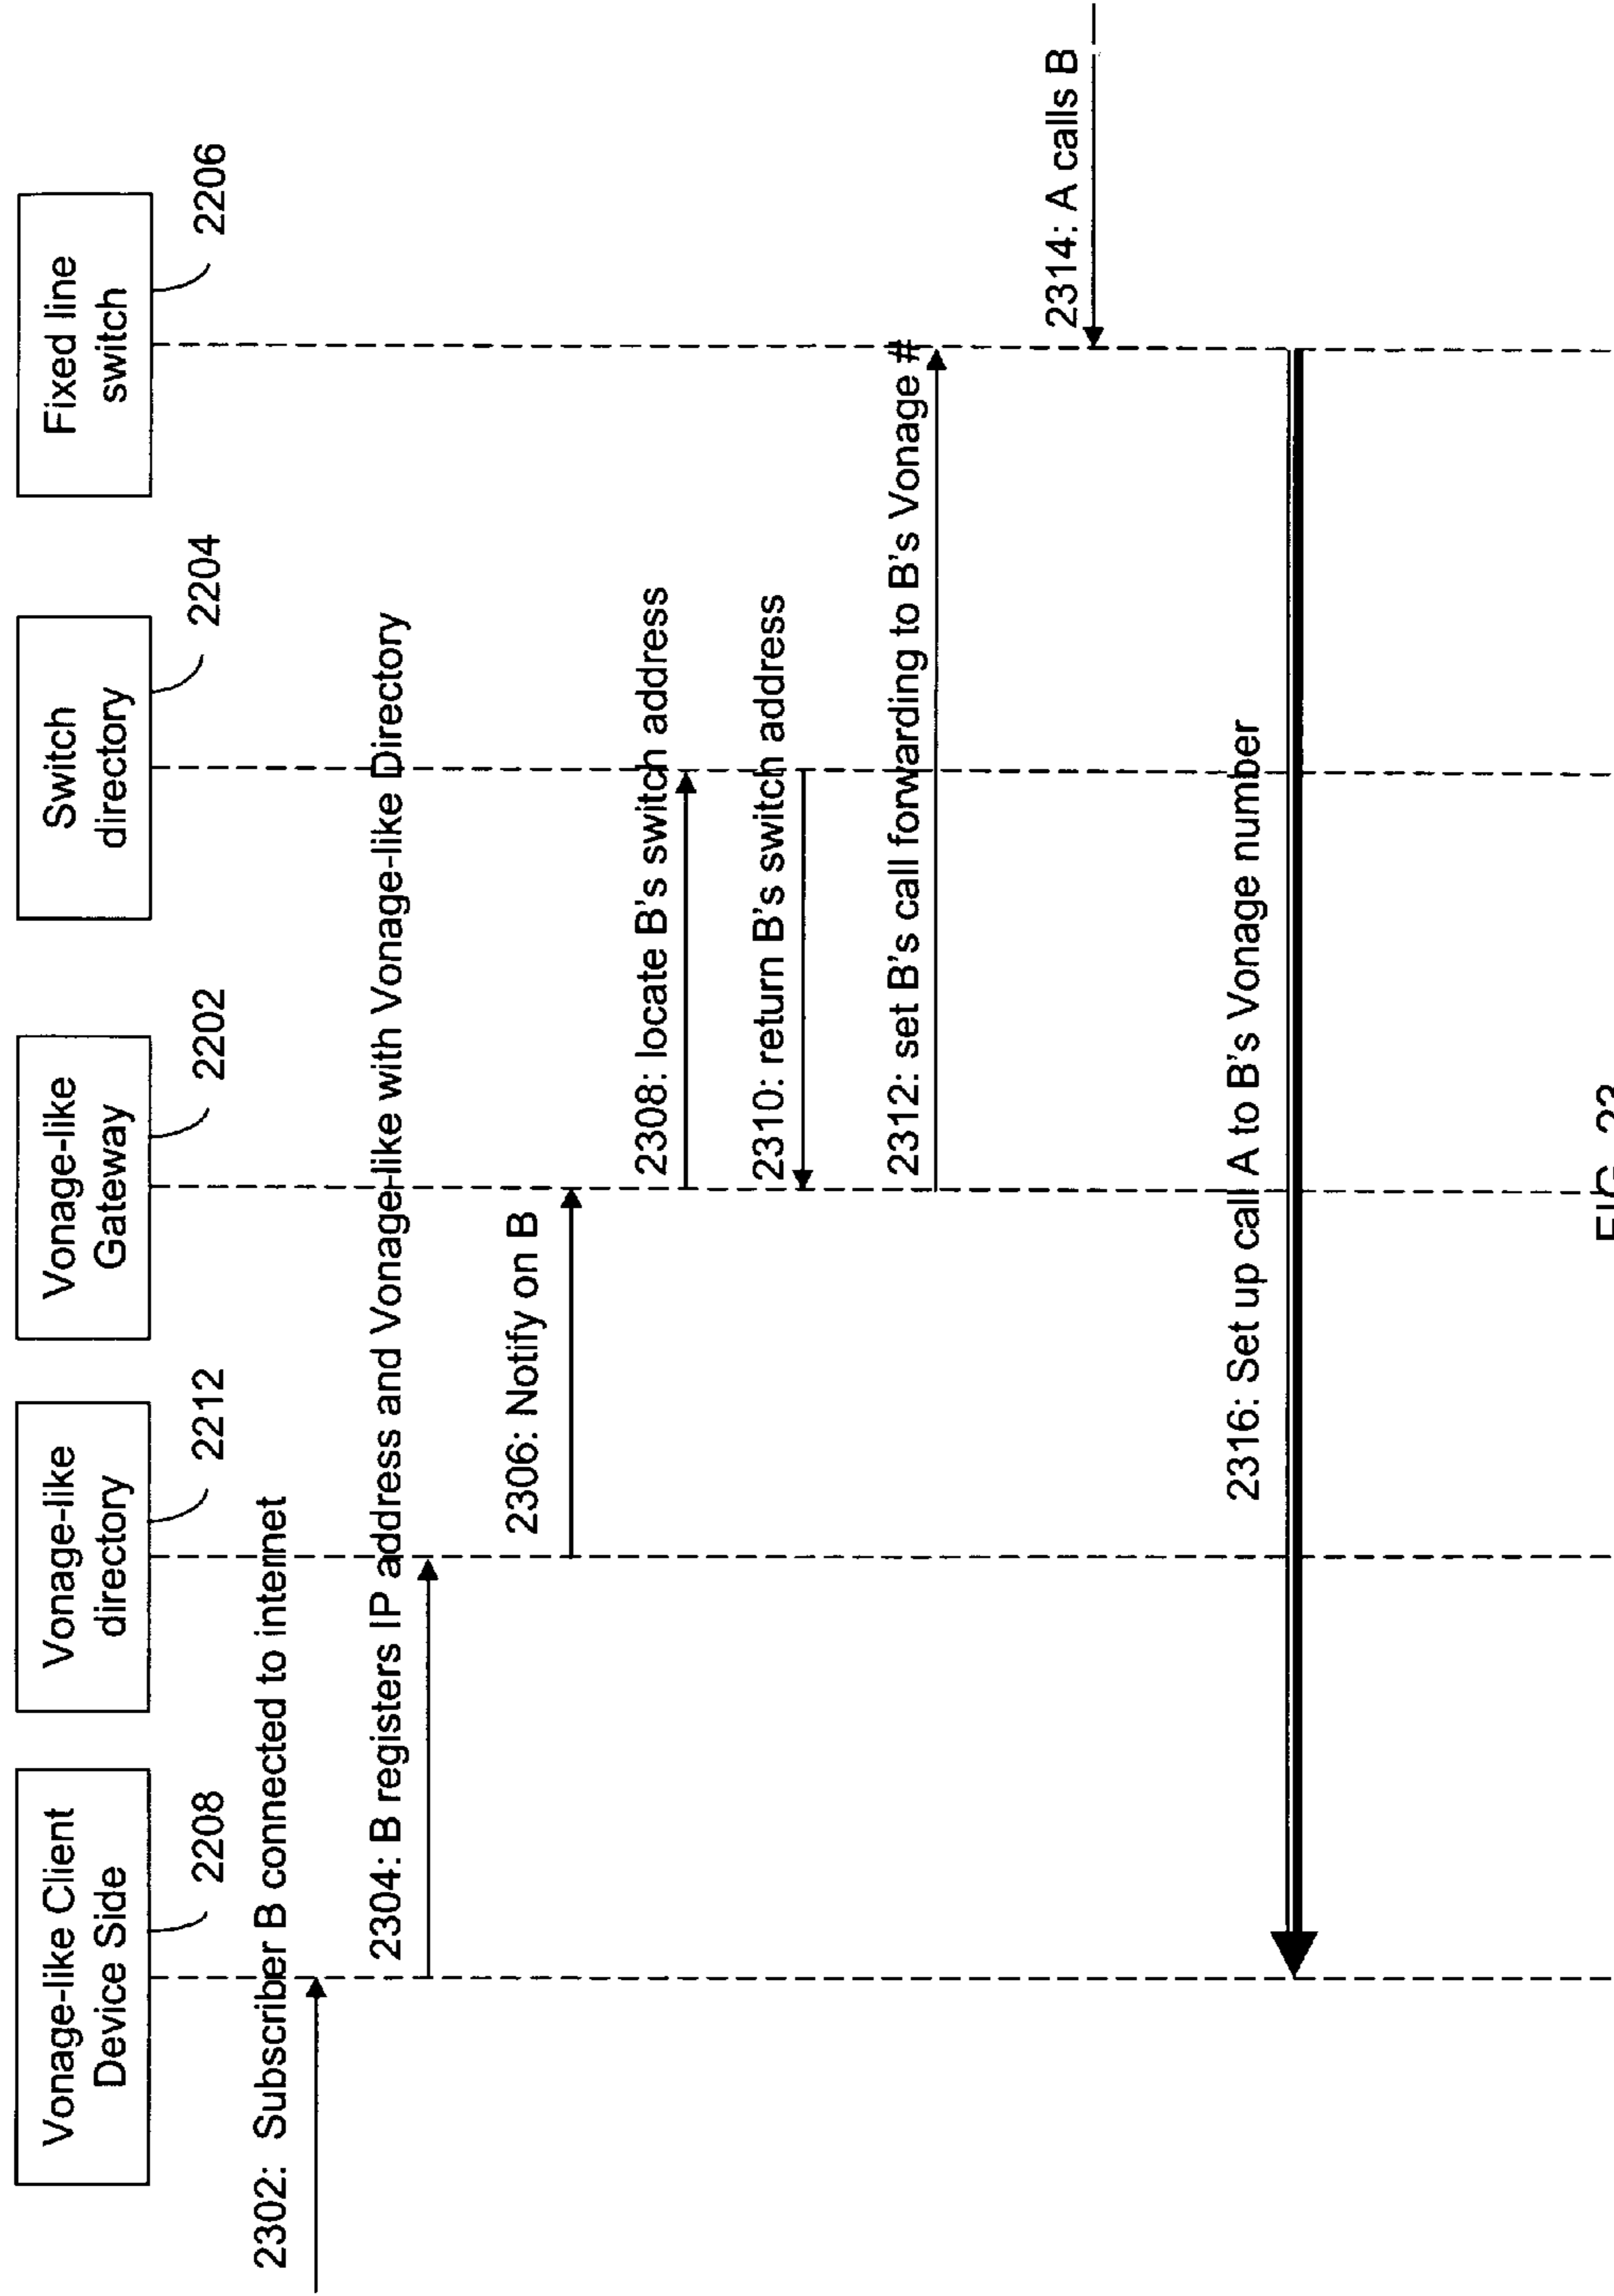 Vonage-like Client
Device Side
2208
Vonage-like
directory
2212
Vonage-like
Gateway
2202
Switch
directory
2204
Fixed line
switch
2206
2302: Subscriber B connected to internet
2304: B registers IP address and Vonage-like with Vonage-like Directory
2306: Notify on B
2308: locate B's switch address
2310: return B's switch address
2312: set B's call forwarding to B's Vonage #
2314: A calls B
2316: Set up call A to B's Vonage number
FIG. 23